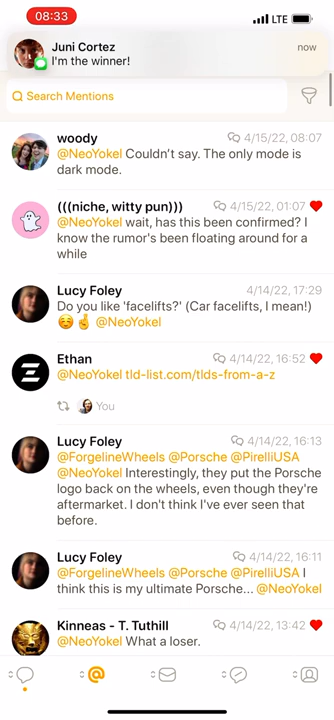 08:33
LTE
Juni Cortez
now
I'm the winner!
Search Mentions
woody
4/15/22, 08:07
@NeoYokel Couldn't say. The only mode is
dark mode.
(((niche, witty pun)))
4/15/22, 01:07
@NeoYokel wait, has this been confirmed? I
know the rumor's been floating around for a
while
Lucy Foley
4/14/22, 17:29
Do you like 'facelifts?' (Car facelifts, I mean!)
☺️🤞 @NeoYokel
Ethan
4/14/22, 16:52
@NeoYokel tld-list.com/tlds-from-a-z
You
Lucy Foley
4/14/22, 16:13
@ForgelineWheels @Porsche @PirelliUSA
@NeoYokel Interestingly, they put the Porsche
logo back on the wheels, even though they're
aftermarket. I don't think I've ever seen that
before.
Lucy Foley
4/14/22, 16:11
@ForgelineWheels @Porsche @PirelliUSA I
think this is my ultimate Porsche... @NeoYokel
Kinneas - T. Tuthill
4/14/22, 13:42
@NeoYokel What a loser.